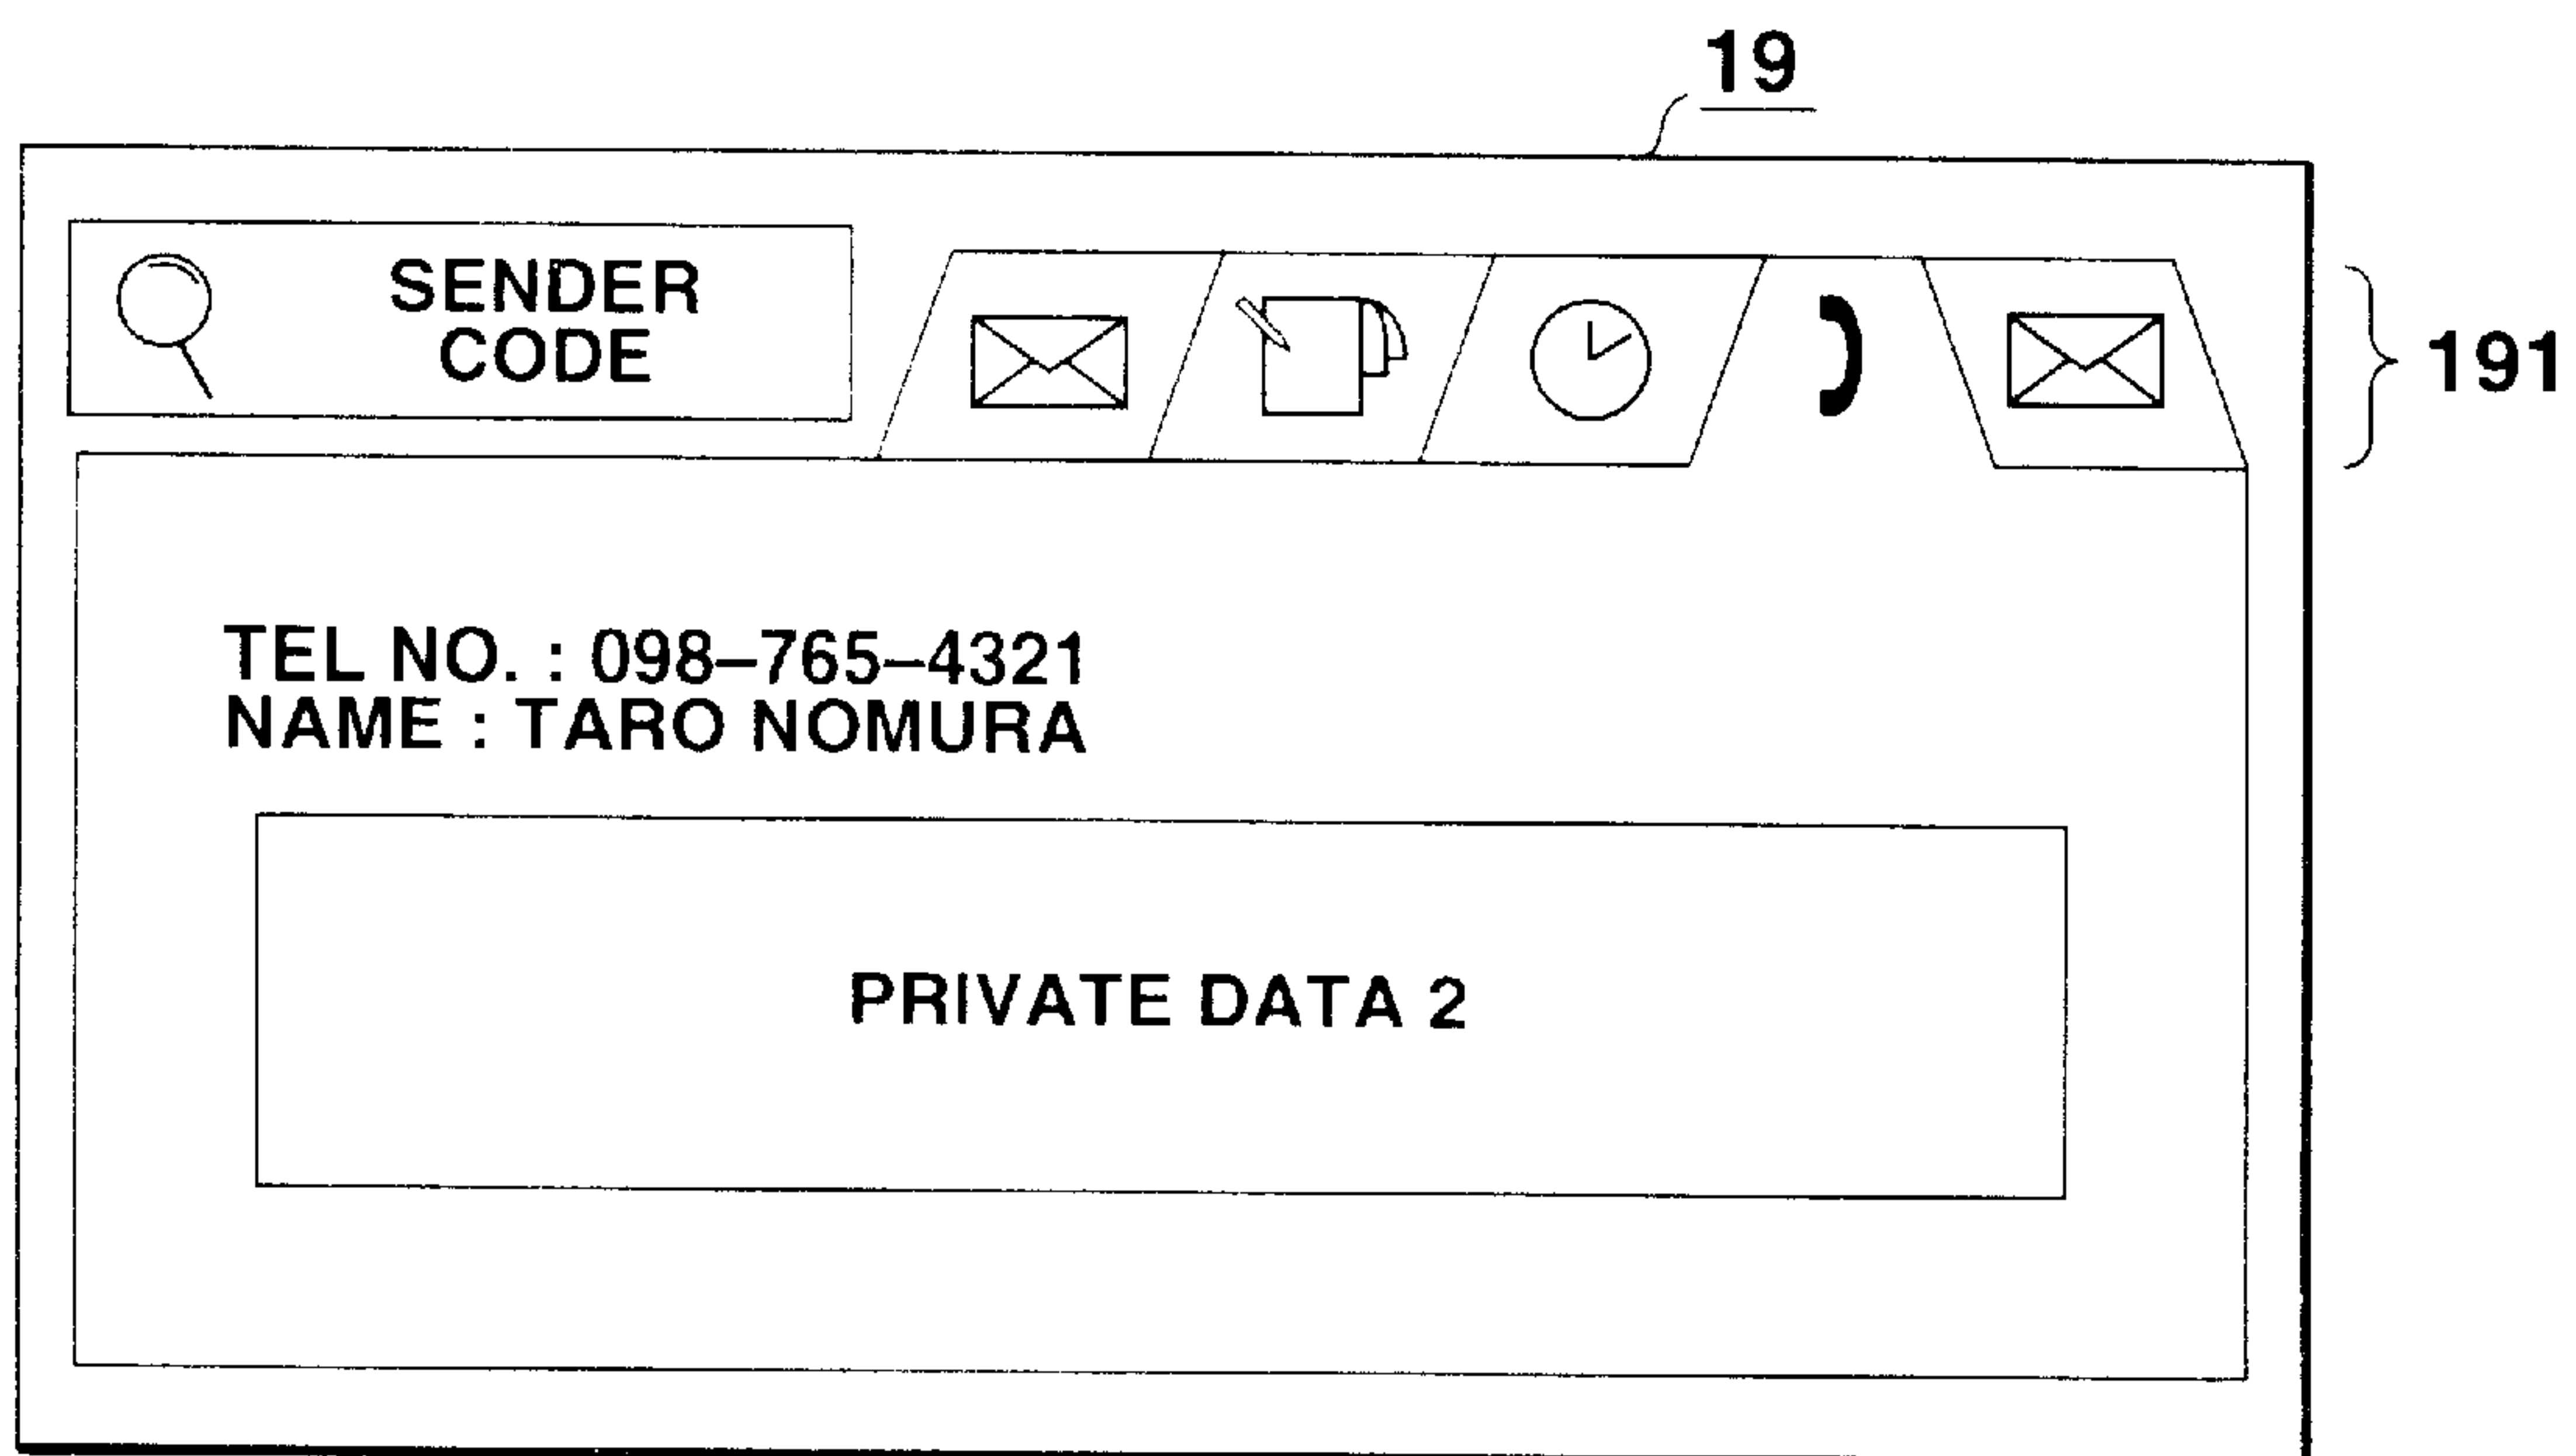 19
SENDER
CODE
191
TEL NO. : 098–765–4321
NAME : TARO NOMURA
PRIVATE DATA 2